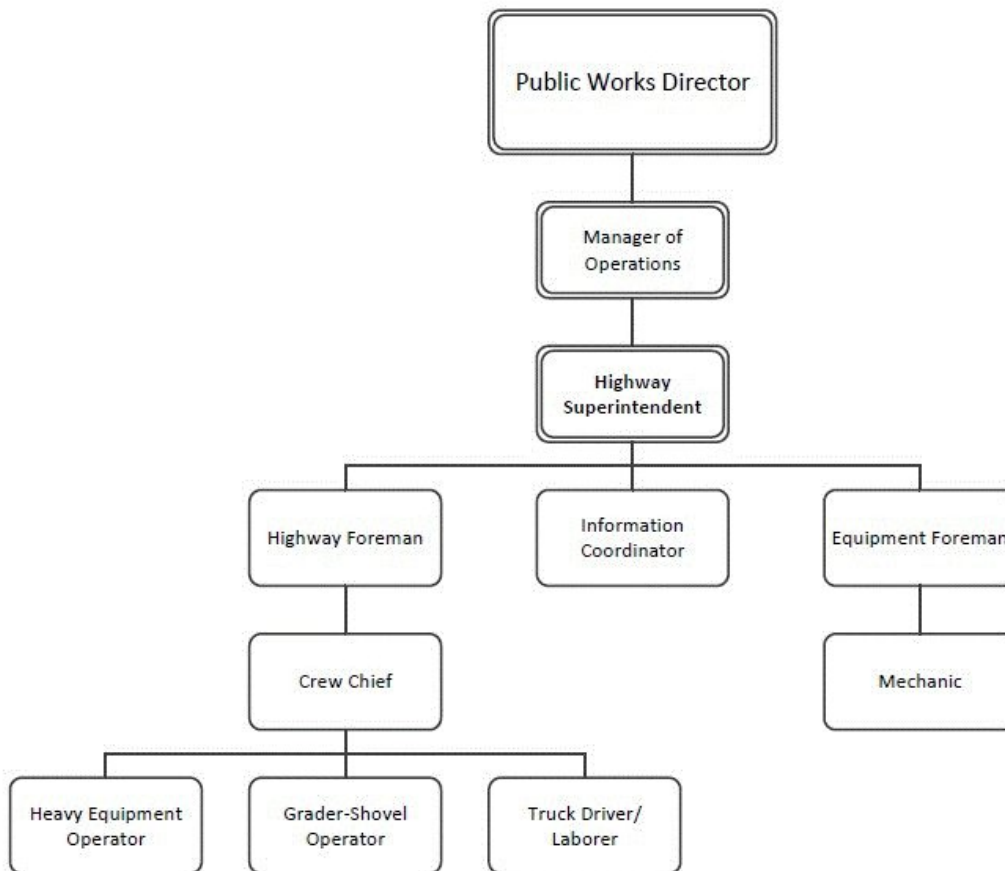 Public Works Director
Manager of
Operations
Highway
Superintendent
Highway Foreman
Information
Coordinator
Equipment Foreman
Crew Chief
Mechanic
Heavy Equipment
Operator
Grader-Shovel
Operator
Truck Driver/
Laborer